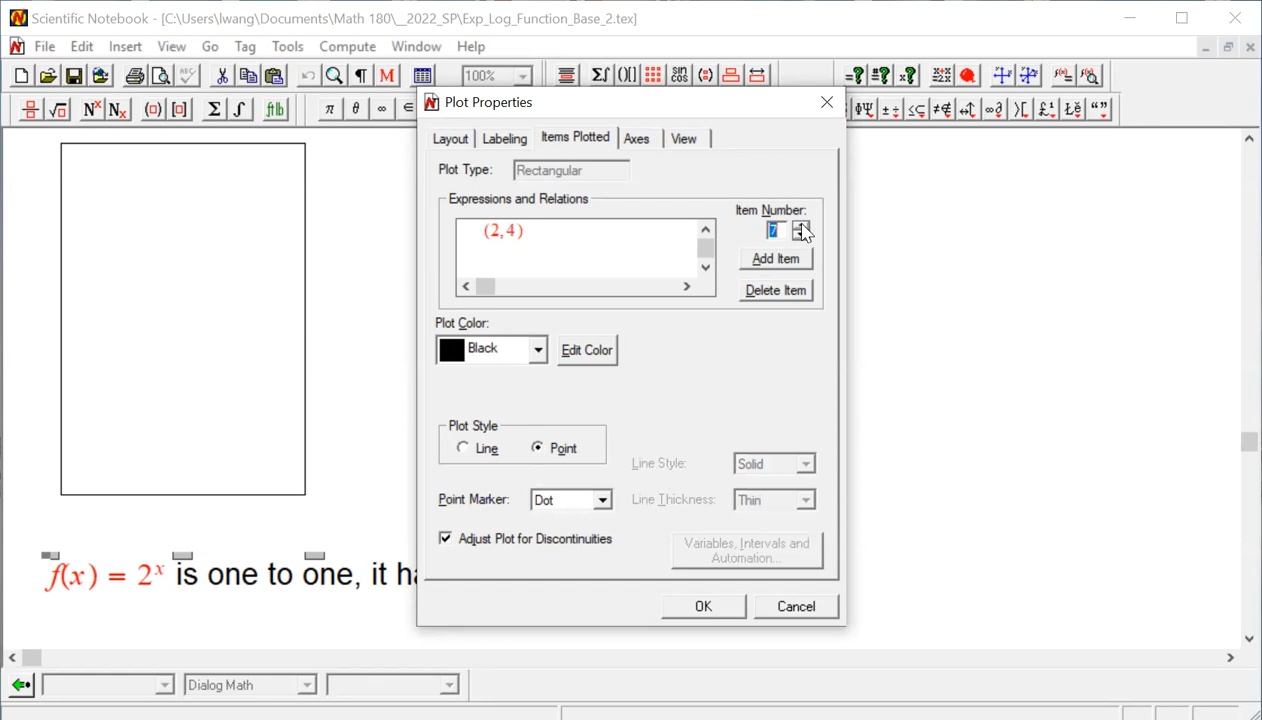 Scientific Notebook - [C:\Users\lwang\Documents\Math 180\__2022_SP\Exp_Log_Function_Base_2.tex]
File Edit Insert View Go Tag Tools Compute Window Help
100%
Plot Properties
Layout Labeling Items Plotted Axes View
Plot Type: Rectangular
Expressions and Relations
Item Number:
(2,4)
7
Add Item
Delete Item
Plot Color:
Black Edit Color
Plot Style
Line Point
Line Style: Solid
Point Marker: Dot Line Thickness: Thin
Adjust Plot for Discontinuities
Variables, Intervals and
Automation...
f(x) = 2^x is one to one, it ha
OK Cancel
Dialog Math